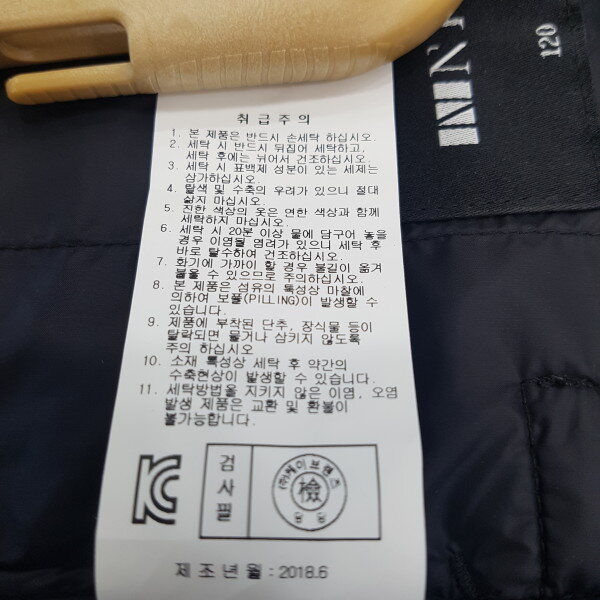 120
취급주의
1. 본 제품은 반드시 손세탁 하십시오.
2. 세탁 시 반드시 뒤집어 세탁하고,
세탁 후에는 뉘어서 건조하십시오.
3. 세탁 시 표백제 성분이 있는 세제는
삼가하십시오.
4. 탈색 및 수축의 우려가 있으니 절대
삶지 마십시오.
5. 진한 색상의 옷은 연한 색상과 함께
세탁하지 마십시오.
6. 세탁 시 20분 이상 물에 담구어 놓을
경우 이염될 염려가 있으니 세탁 후
바로 탈수하여 건조하십시오.
7. 화기에 가까이 할 경우 불길이 옮겨
붙을 수 있으므로 주의하십시오.
8. 본 제품은 섬유의 특성상 마찰에
의하여 보풀(PILLING)이 발생할 수
있습니다.
9. 제품에 부착된 단추, 장식물 등이
탈락되면 물거나 삼키지 않도록
주의 하십시오
10. 소재 특성상 세탁 후 약간의
수축현상이 발생할 수 있습니다.
11. 세탁방법을 지키지 않은 이염, 오염
발생 제품은 교환 및 환불이
불가능합니다.
검사필
(주)케이브랜즈
檢
제조년월 : 2018.6